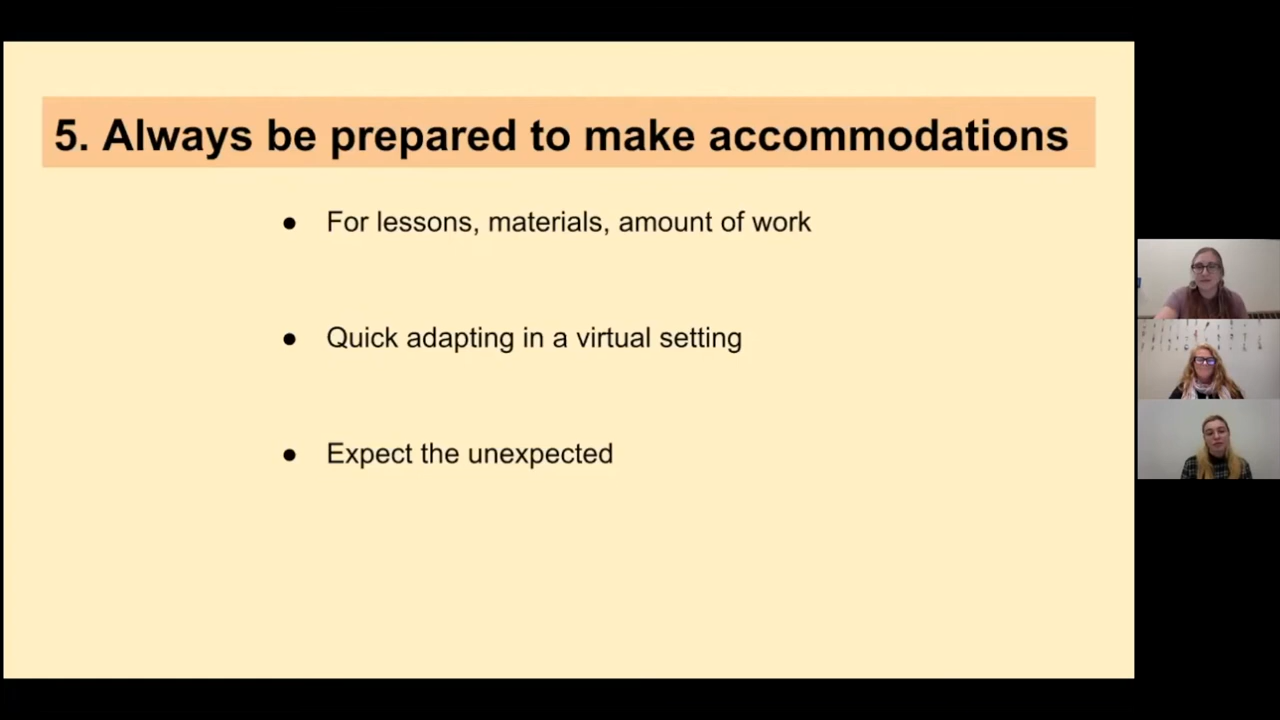 5. Always be prepared to make accommodations
● For lessons, materials, amount of work
● Quick adapting in a virtual setting
● Expect the unexpected